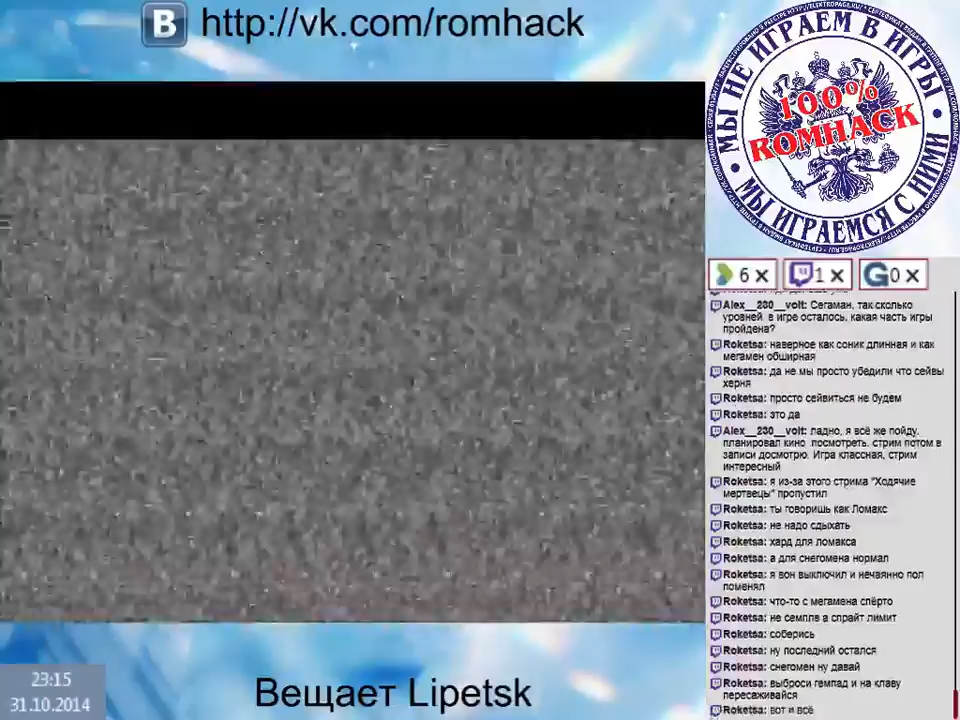 В http://vk.com/romhack
МЫ НЕ ИГРАЕМ В ИГРЫ
100%
ROMHACK
МЫ ИГРАЕМСЯ С НИМИ
6 x 1 x G 0 x
Alex__230__volt: Сегаман, так сколько
уровней в игре осталось, какая часть игры
пройдена?
Roketsa: наверное как соник длинная и как
мегамен обширная
Roketsa: да не мы просто убедили что сейвы
херня
Roketsa: просто сейвиться не будем
Roketsa: это да
Alex__230__volt: ладно, я всё же пойду.
планировал кино посмотреть. стрим потом в
записи досмотрю. Игра классная, стрим
интересный
Roketsa: я из-за этого стрима "Ходячие
мертвецы" пропустил
Roketsa: ты говоришь как Ломакс
Roketsa: не надо сдыхать
Roketsa: хард для ломакса
Roketsa: а для снегомена нормал
Roketsa: я вон выключил и нечаянно пол
поменял
Roketsa: что-то с мегамена спёрто
Roketsa: не семплв а спрайт лимит
Roketsa: соберись
Roketsa: ну последний остался
Roketsa: снегомен ну давай
Roketsa: выброси гемпад и на клаву
пересаживайся
Roketsa: вот и всё
23:15
31.10.2014
Вещает Lipetsk